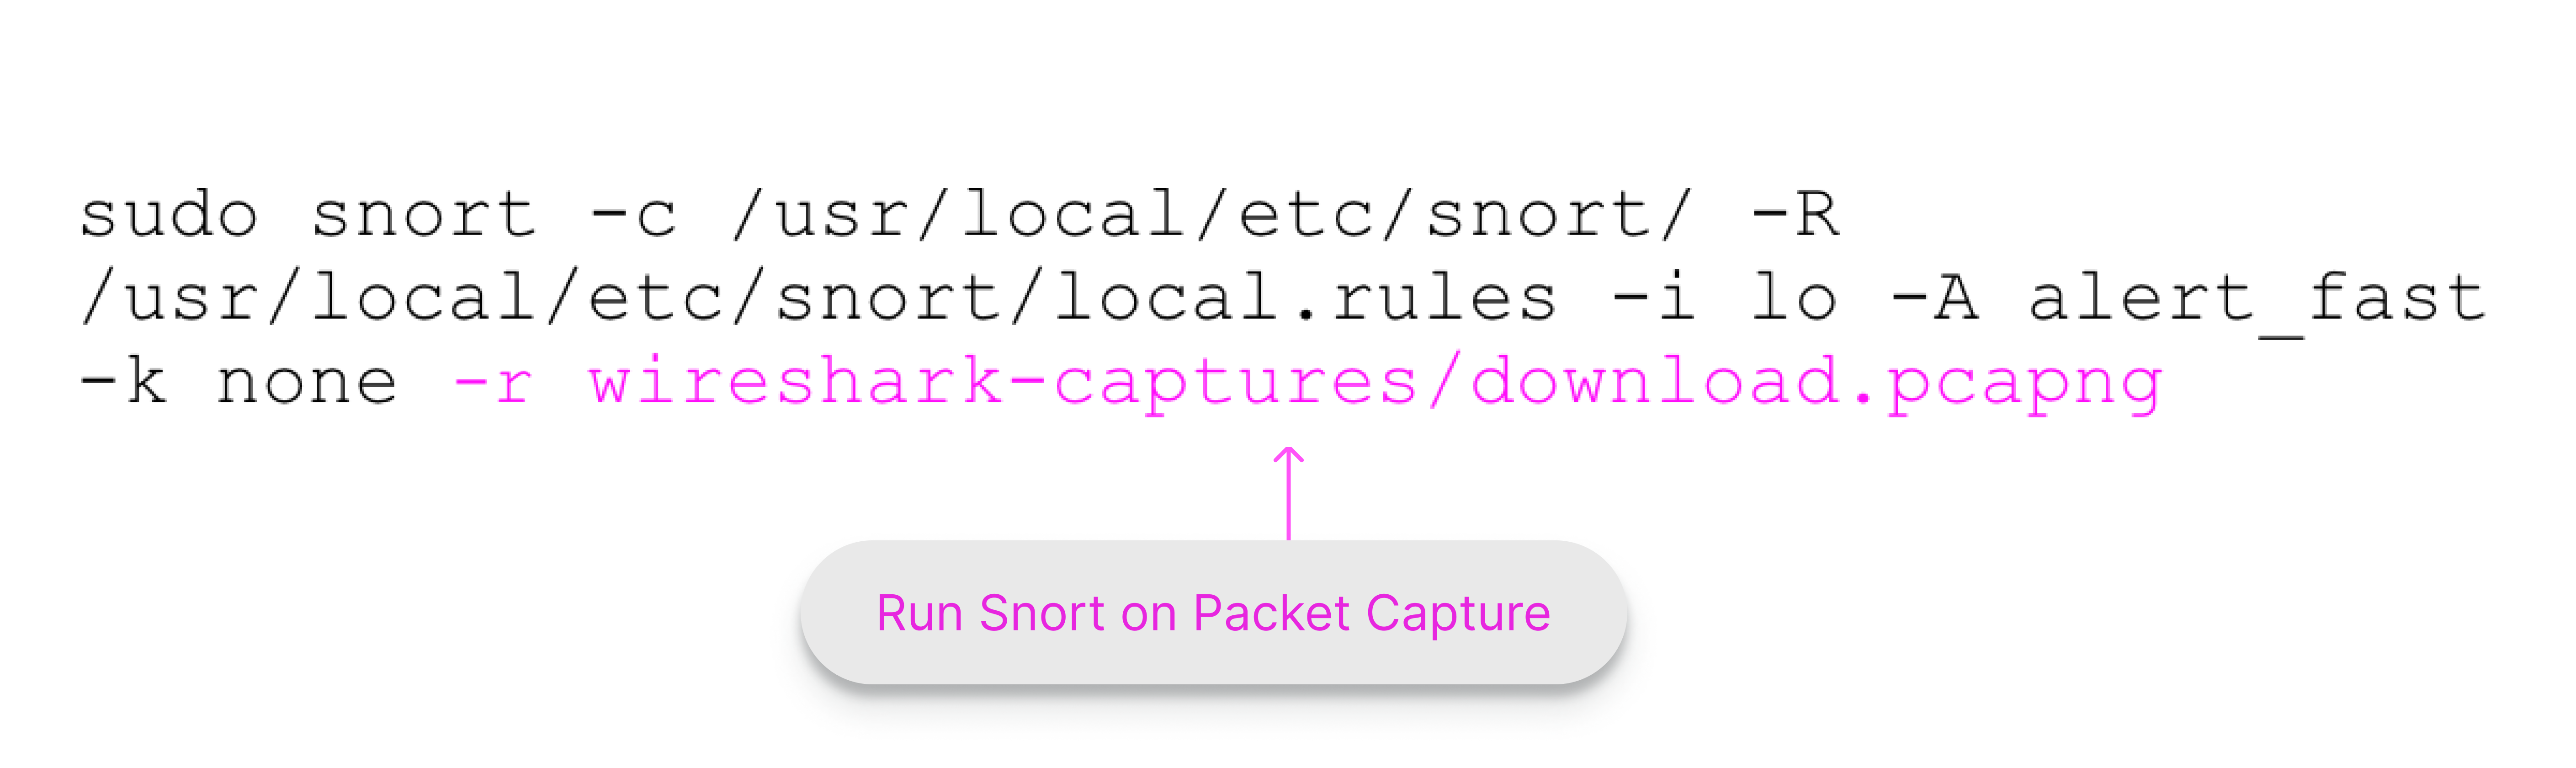 sudo snort -c /usr/local/etc/snort/ -R
/usr/local/etc/snort/local.rules -i lo -A alert_fast
-k none -r wireshark-captures/download.pcapng
Run Snort on Packet Capture